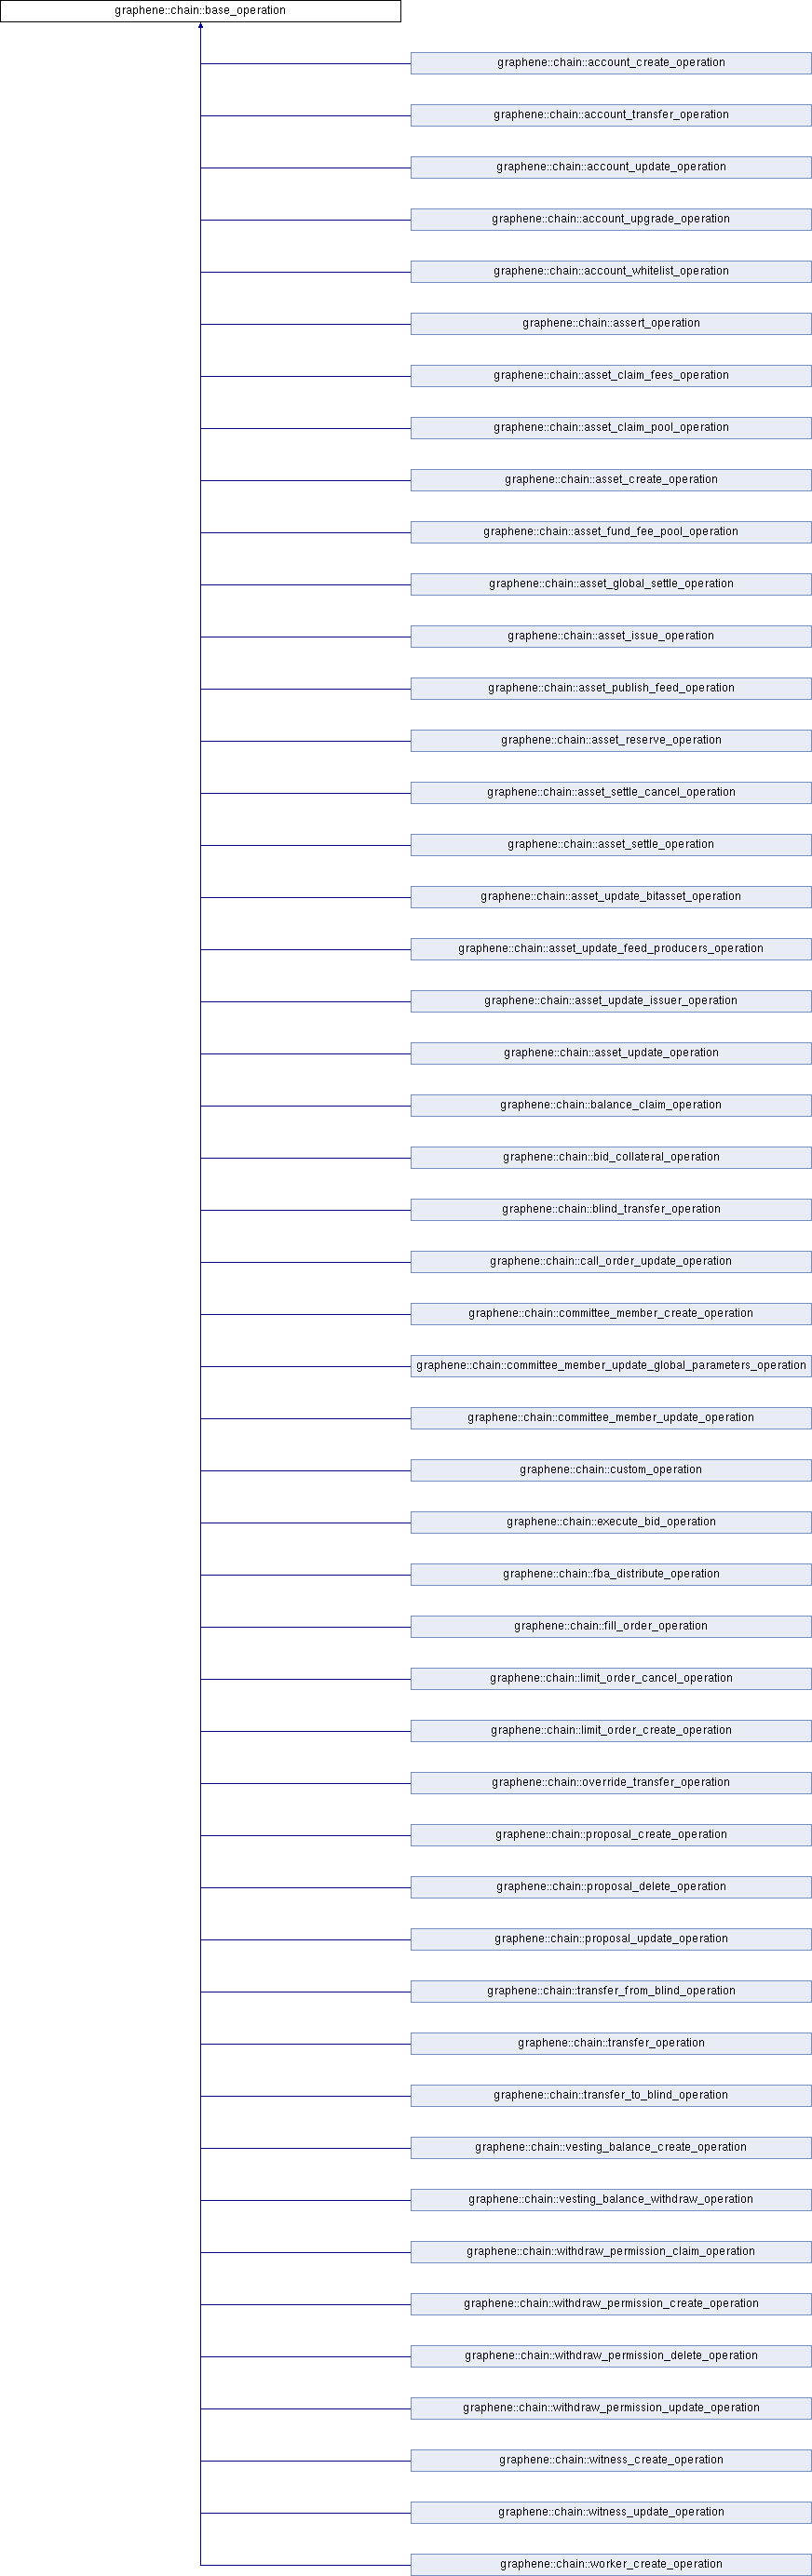 graphene::chain::base_operation
graphene::chain::account_create_operation
graphene::chain::account_transfer_operation
graphene::chain::account_update_operation
graphene::chain::account_upgrade_operation
graphene::chain::account_whitelist_operation
graphene::chain::assert_operation
graphene::chain::asset_claim_fees_operation
graphene::chain::asset_claim_pool_operation
graphene::chain::asset_create_operation
graphene::chain::asset_fund_fee_pool_operation
graphene::chain::asset_global_settle_operation
graphene::chain::asset_issue_operation
graphene::chain::asset_publish_feed_operation
graphene::chain::asset_reserve_operation
graphene::chain::asset_settle_cancel_operation
graphene::chain::asset_settle_operation
graphene::chain::asset_update_bitasset_operation
graphene::chain::asset_update_feed_producers_operation
graphene::chain::asset_update_issuer_operation
graphene::chain::asset_update_operation
graphene::chain::balance_claim_operation
graphene::chain::bid_collateral_operation
graphene::chain::blind_transfer_operation
graphene::chain::call_order_update_operation
graphene::chain::committee_member_create_operation
graphene::chain::committee_member_update_global_parameters_operation
graphene::chain::committee_member_update_operation
graphene::chain::custom_operation
graphene::chain::execute_bid_operation
graphene::chain::fba_distribute_operation
graphene::chain::fill_order_operation
graphene::chain::limit_order_cancel_operation
graphene::chain::limit_order_create_operation
graphene::chain::override_transfer_operation
graphene::chain::proposal_create_operation
graphene::chain::proposal_delete_operation
graphene::chain::proposal_update_operation
graphene::chain::transfer_from_blind_operation
graphene::chain::transfer_operation
graphene::chain::transfer_to_blind_operation
graphene::chain::vesting_balance_create_operation
graphene::chain::vesting_balance_withdraw_operation
graphene::chain::withdraw_permission_claim_operation
graphene::chain::withdraw_permission_create_operation
graphene::chain::withdraw_permission_delete_operation
graphene::chain::withdraw_permission_update_operation
graphene::chain::witness_create_operation
graphene::chain::witness_update_operation
graphene::chain::worker_create_operation